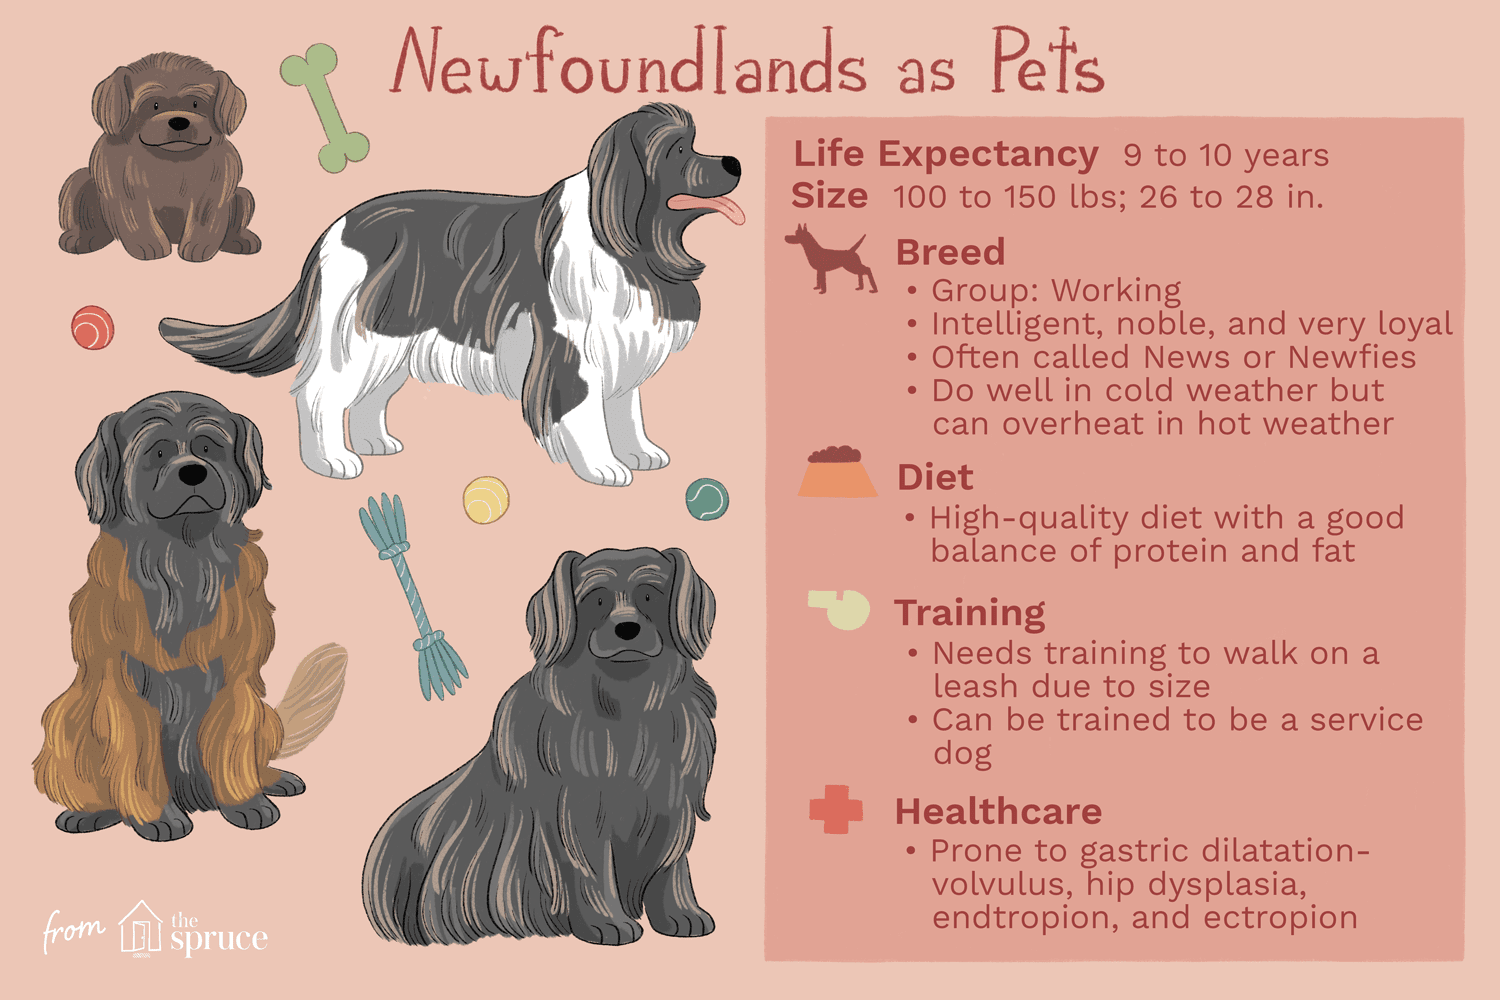 Newfoundlands as Pets
Life Expectancy 9 to 10 years
Size 100 to 150 lbs; 26 to 28 in.
Breed
• Group: Working
• Intelligent, noble, and very loyal
• Often called News or Newfies
• Do well in cold weather but
can overheat in hot weather
Diet
• High-quality diet with a good
balance of protein and fat
Training
• Needs training to walk on a
leash due to size
• Can be trained to be a service
dog
Healthcare
• Prone to gastric dilatation-
volvulus, hip dysplasia,
endtropion, and ectropion
from the
spruce